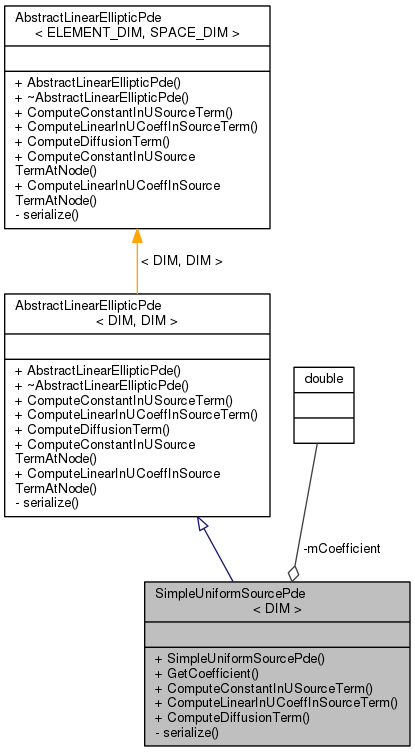 AbstractLinearEllipticPde
< ELEMENT_DIM, SPACE_DIM >
+ AbstractLinearEllipticPde()
+ ~AbstractLinearEllipticPde()
+ ComputeConstantInUSourceTerm()
+ ComputeLinearInUCoeffInSourceTerm()
+ ComputeDiffusionTerm()
+ ComputeConstantInUSource
TermAtNode()
+ ComputeLinearInUCoeffInSource
TermAtNode()
- serialize()
< DIM, DIM >
AbstractLinearEllipticPde
< DIM, DIM >
+ AbstractLinearEllipticPde()
+ ~AbstractLinearEllipticPde()
+ ComputeConstantInUSourceTerm()
+ ComputeLinearInUCoeffInSourceTerm()
+ ComputeDiffusionTerm()
+ ComputeConstantInUSource
TermAtNode()
+ ComputeLinearInUCoeffInSource
TermAtNode()
- serialize()
double
-mCoefficient
SimpleUniformSourcePde
< DIM >
+ SimpleUniformSourcePde()
+ GetCoefficient()
+ ComputeConstantInUSourceTerm()
+ ComputeLinearInUCoeffInSourceTerm()
+ ComputeDiffusionTerm()
- serialize()